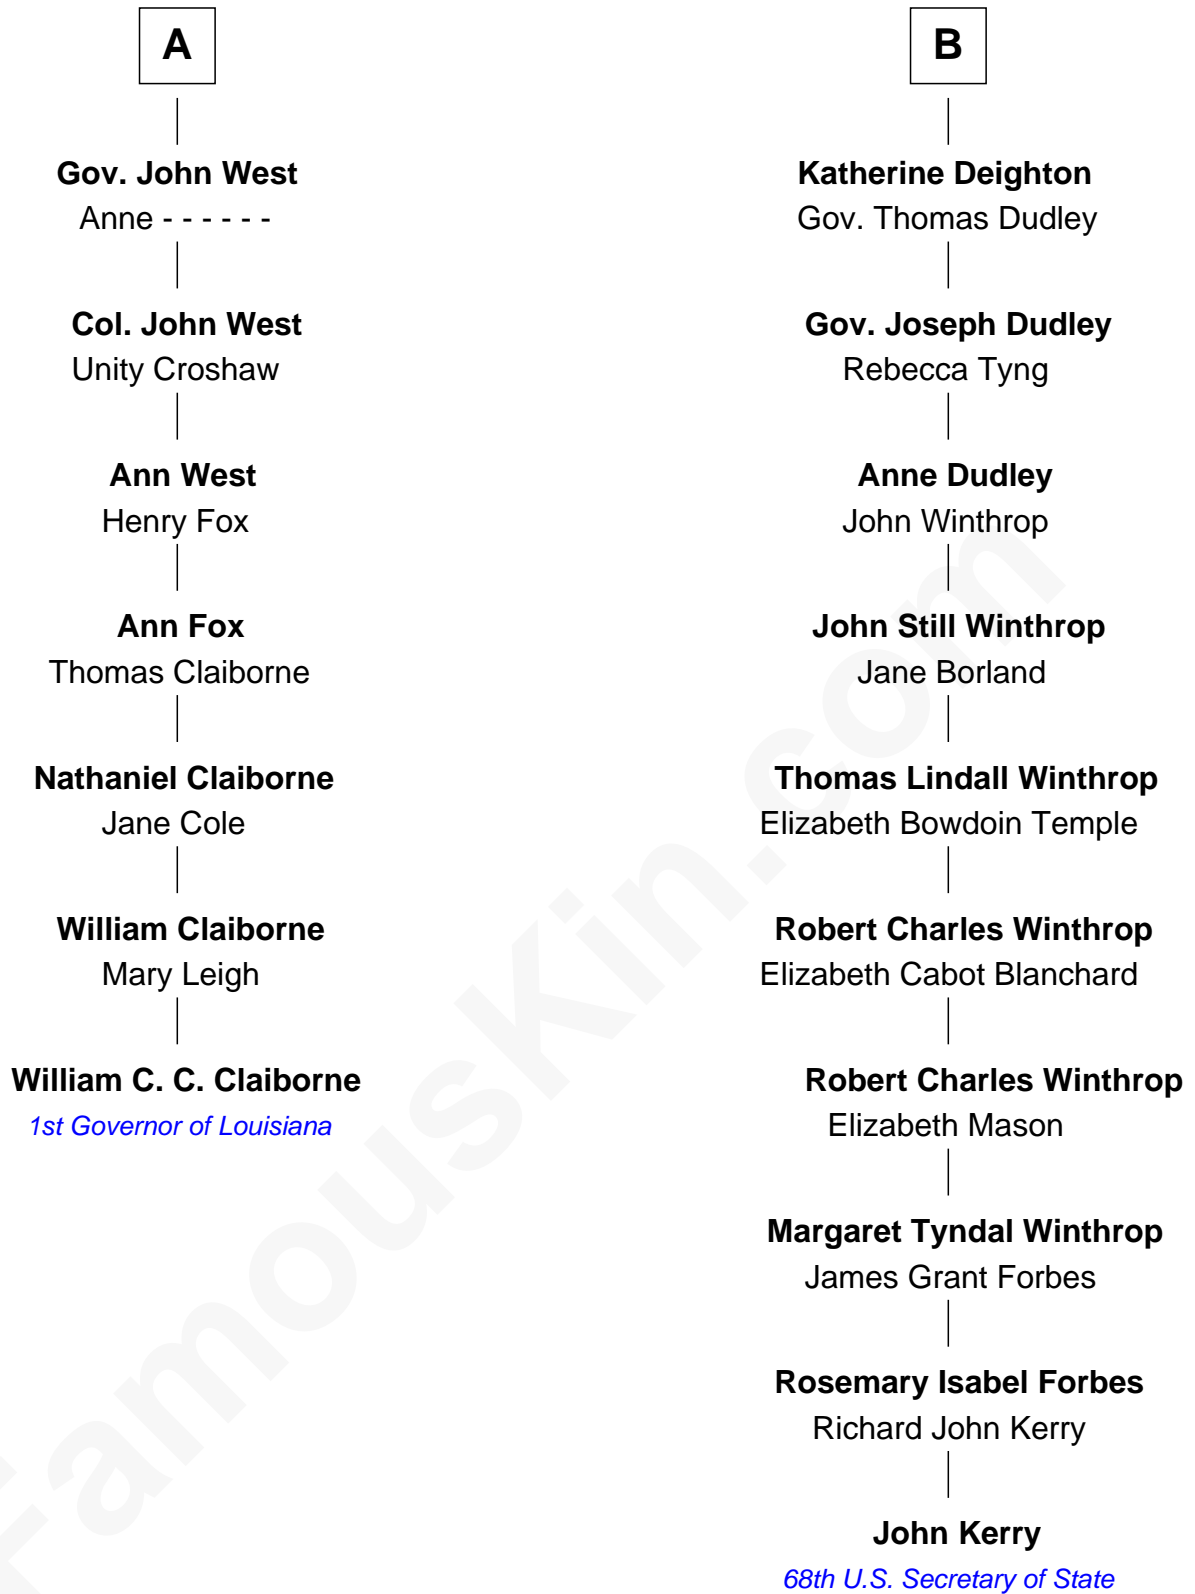 A
Gov. John West
Anne - - - - - -
Col. John West
Unity Croshaw
Ann West
Henry Fox
Ann Fox
Thomas Claiborne
Nathaniel Claiborne
Jane Cole
William Claiborne
Mary Leigh
William C. C. Claiborne
1st Governor of Louisiana
B
Katherine Deighton
Gov. Thomas Dudley
Gov. Joseph Dudley
Rebecca Tyng
Anne Dudley
John Winthrop
John Still Winthrop
Jane Borland
Thomas Lindall Winthrop
Elizabeth Bowdoin Temple
Robert Charles Winthrop
Elizabeth Cabot Blanchard
Robert Charles Winthrop
Elizabeth Mason
Margaret Tyndal Winthrop
James Grant Forbes
Rosemary Isabel Forbes
Richard John Kerry
John Kerry
68th U.S. Secretary of State
FamousKin.com